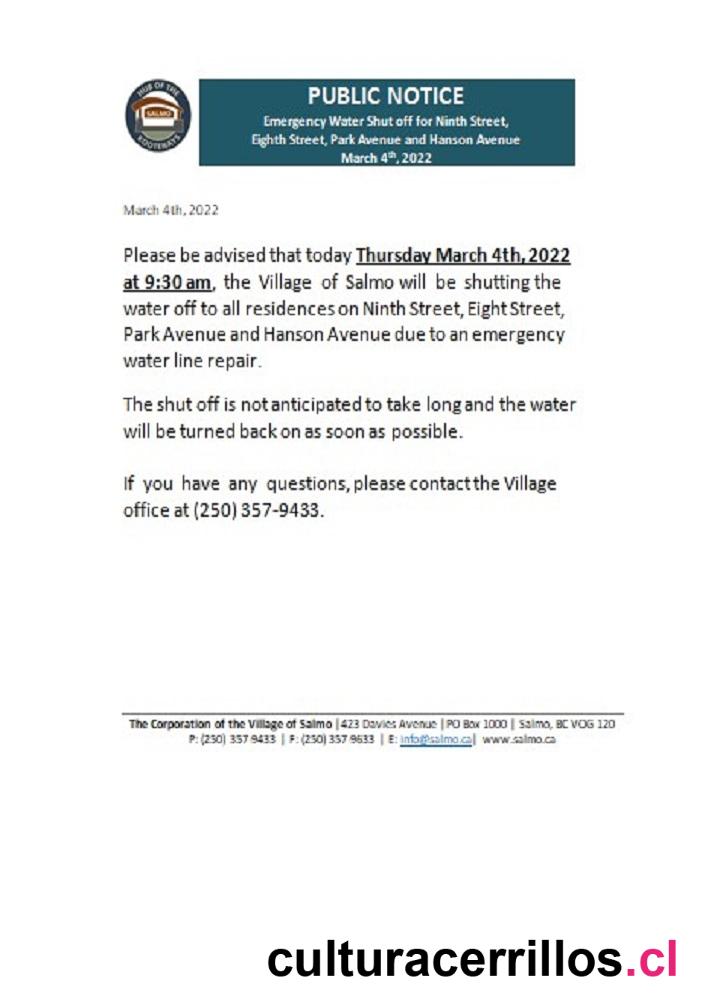 HUB OF THE
SALMO
KOOTENAYS
PUBLIC NOTICE
Emergency Water Shut off for Ninth Street,
Eighth Street, Park Avenue and Hanson Avenue
March 4th, 2022
March 4th, 2022
Please be advised that today Thursday March 4th, 2022
at 9:30 am, the Village of Salmo will be shutting the
water off to all residences on Ninth Street, Eight Street,
Park Avenue and Hanson Avenue due to an emergency
water line repair.
The shut off is not anticipated to take long and the water
will be turned back on as soon as possible.
If you have any questions, please contact the Village
office at (250) 357-9433.
The Corporation of the Village of Salmo | 423 Davies Avenue | PO Box 1000 | Salmo, BC V0G 1Z0
P: (250) 357 9433 | F: (250) 357 9633 | E: info@salmo.ca| www.salmo.ca
culturacerrillos.cl